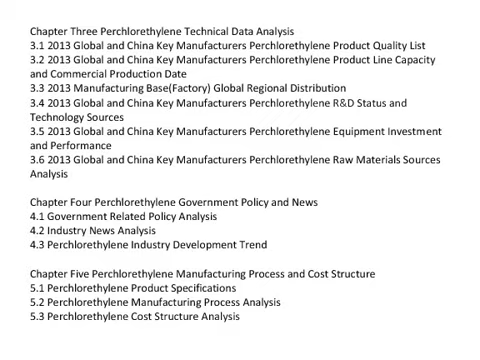 Chapter Three Perchlorethylene Technical Data Analysis
3.1 2013 Global and China Key Manufacturers Perchlorethylene Product Quality List
3.2 2013 Global and China Key Manufacturers Perchlorethylene Product Line Capacity
and Commercial Production Date
3.3 2013 Manufacturing Base(Factory) Global Regional Distribution
3.4 2013 Global and China Key Manufacturers Perchlorethylene R&D Status and
Technology Sources
3.5 2013 Global and China Key Manufacturers Perchlorethylene Equipment Investment
and Performance
3.6 2013 Global and China Key Manufacturers Perchlorethylene Raw Materials Sources
Analysis
Chapter Four Perchlorethylene Government Policy and News
4.1 Government Related Policy Analysis
4.2 Industry News Analysis
4.3 Perchlorethylene Industry Development Trend
Chapter Five Perchlorethylene Manufacturing Process and Cost Structure
5.1 Perchlorethylene Product Specifications
5.2 Perchlorethylene Manufacturing Process Analysis
5.3 Perchlorethylene Cost Structure Analysis